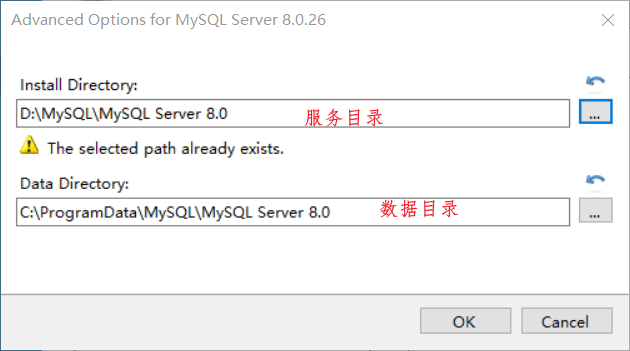 Advanced Options for MySQL Server 8.0.26
Install Directory:
D:\MySQL\MySQL Server 8.0
服务目录
...
The selected path already exists.
Data Directory:
C:\ProgramData\MySQL\MySQL Server 8.0
数据目录
...
OK
Cancel